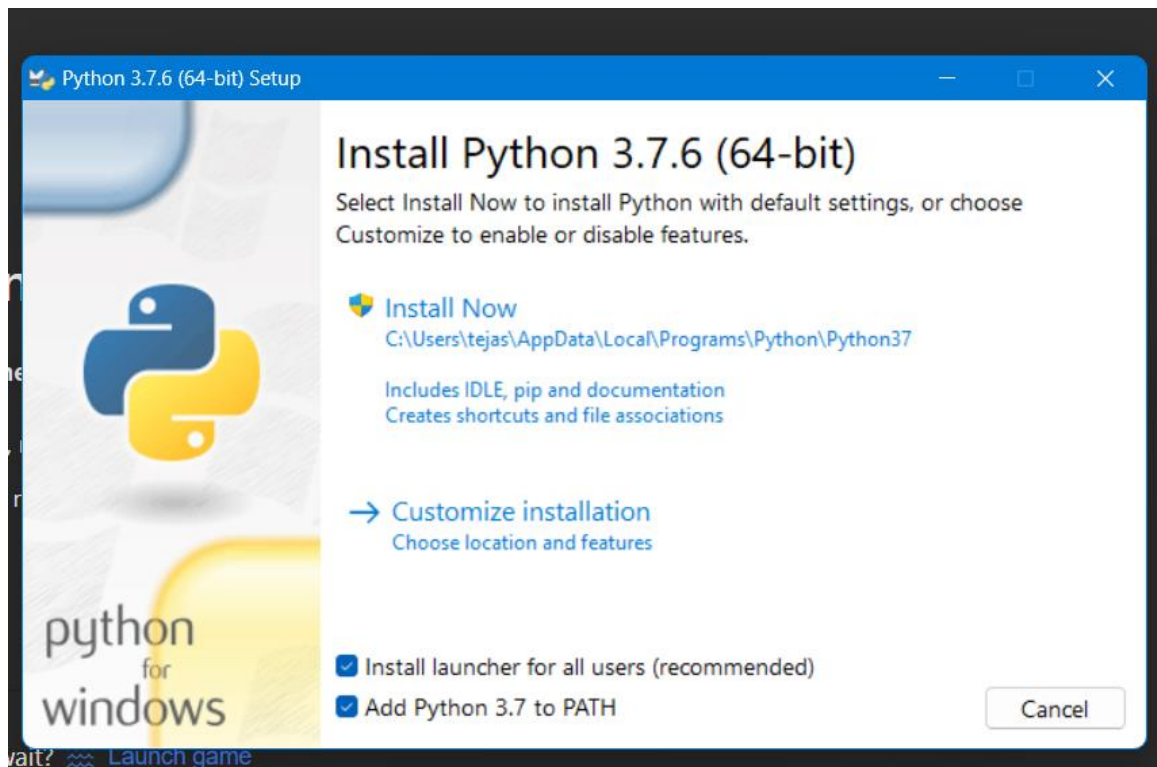 Python 3.7.6 (64-bit) Setup
Install Python 3.7.6 (64-bit)
Select Install Now to install Python with default settings, or choose
Customize to enable or disable features.
Install Now
C:\Users\tejas\AppData\Local\Programs\Python\Python37
Includes IDLE, pip and documentation
Creates shortcuts and file associations
Customize installation
Choose location and features
python
for
windows
Install launcher for all users (recommended)
Add Python 3.7 to PATH
Cancel
wait? Launch game